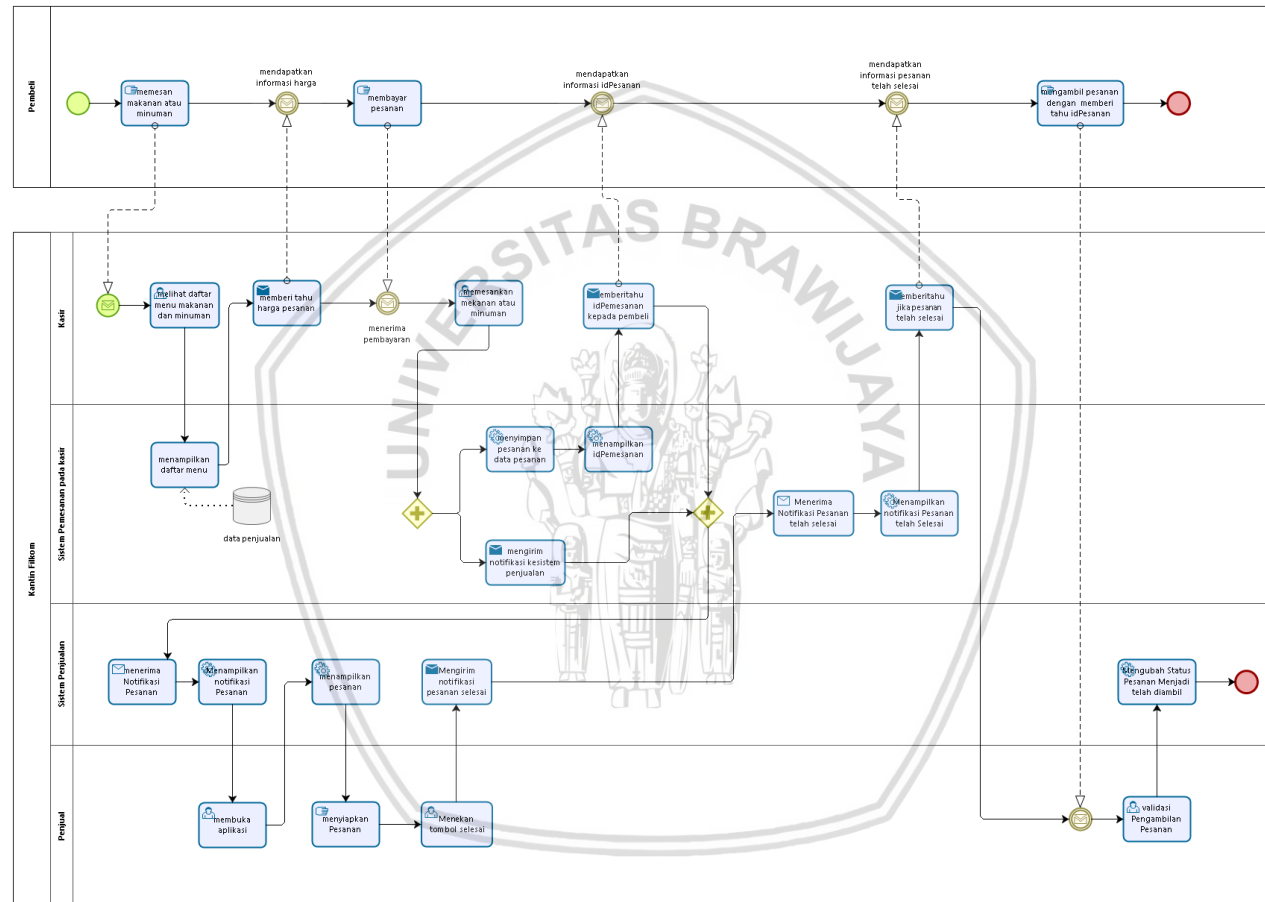 Pembeli
memesan
makanan atau
minuman
mendapatkan
informasi harga
membayar
pesanan
mendapatkan
informasi idPesanan
mendapatkan
informasi pesanan
telah selesai
mengambil pesanan
dengan memberi
tahu idPesanan
UNIVERSITAS BRAWIJAYA
Kantin Filkom
Kasir
melihat daftar
menu makanan
dan minuman
memberi tahu
harga pesanan
menerima
pembayaran
memesankan
mekanan atau
minuman
memberitahu
idPemesanan
kepada pembeli
memberitahu
jika pesanan
telah selesai
Sistem Pemesanan pada kasir
menampilkan
daftar menu
data penjualan
menyimpan
pesanan ke
data pesanan
menampilkan
idPemesanan
mengirim
notifikasi kesistem
penjualan
Menerima
Notifikasi Pesanan
telah selesai
Menampilkan
notifikasi Pesanan
telah Selesai
Sistem Penjualan
menerima
Notifikasi
Pesanan
Menampilkan
notifikasi
Pesanan
menampilkan
pesanan
Mengirim
notifikasi
pesanan selesai
Mengubah Status
Pesanan Menjadi
telah diambil
Penjual
membuka
aplikasi
menyiapkan
Pesanan
Menekan
tombol selesai
validasi
Pengambilan
Pesanan